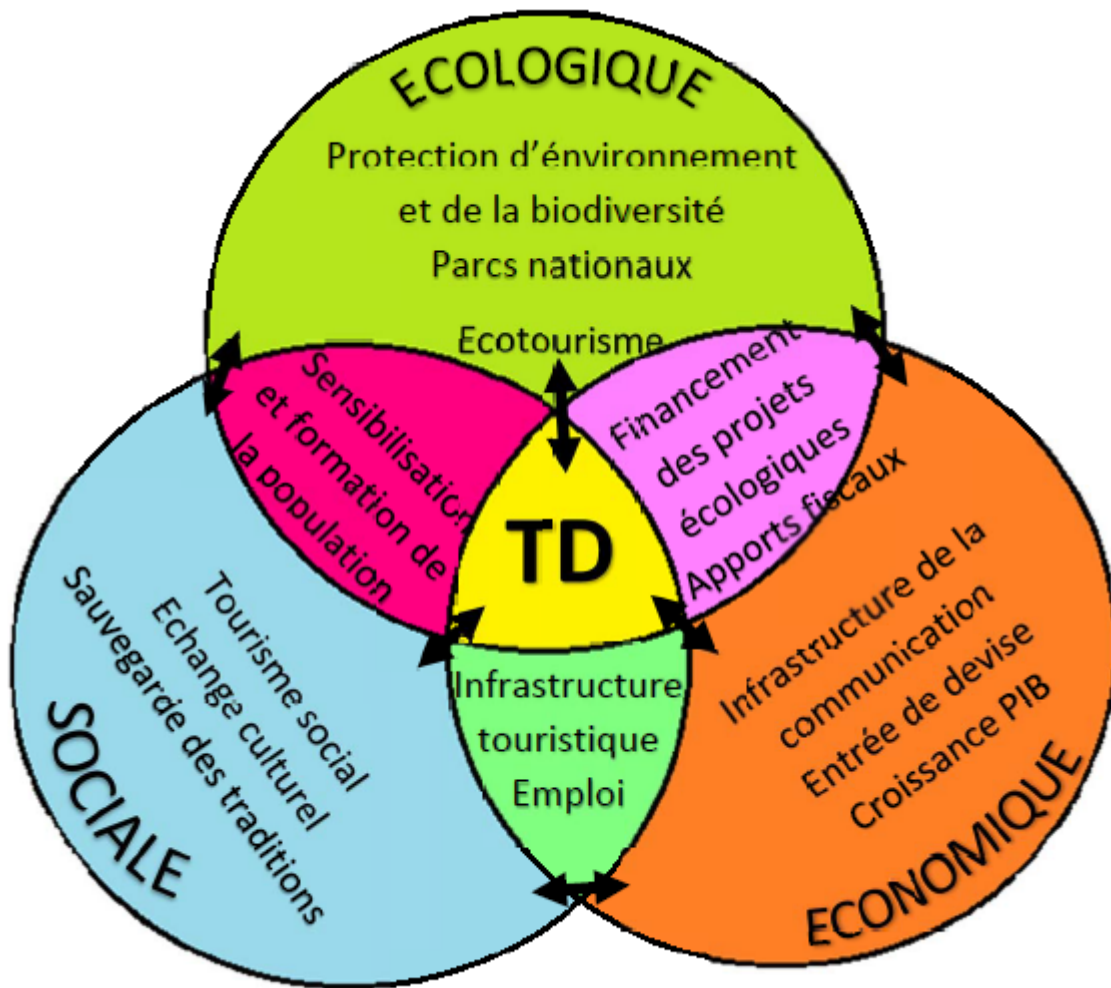 ECOLOGIQUE
Protection d'énvironnement
et de la biodiversité
Parcs nationaux
Ecotourisme
Sensibilisation
et formation de
la population
Financement
des projets
écologiques
Apports fiscaux
TD
Tourisme social
Echange culturel
Sauvegarde des traditions
SOCIALE
Infrastructure
touristique
Emploi
Infrastructure de la
communication
Entrée de devise
Croissance PIB
ECONOMIQUE